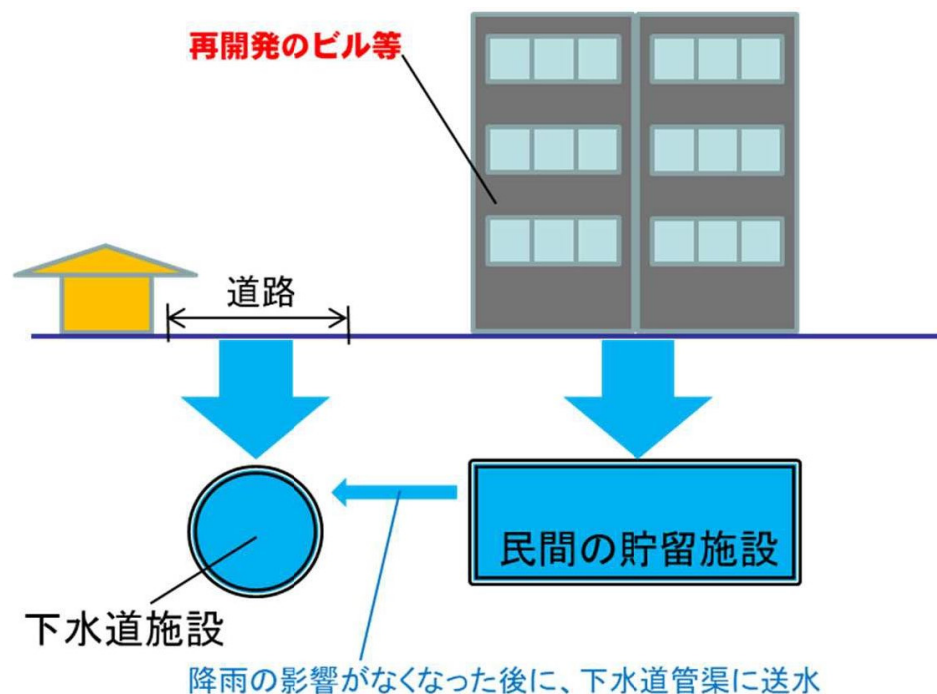 再開発のビル等
道路
民間の貯留施設
下水道施設
降雨の影響がなくなった後に、下水道管渠に送水